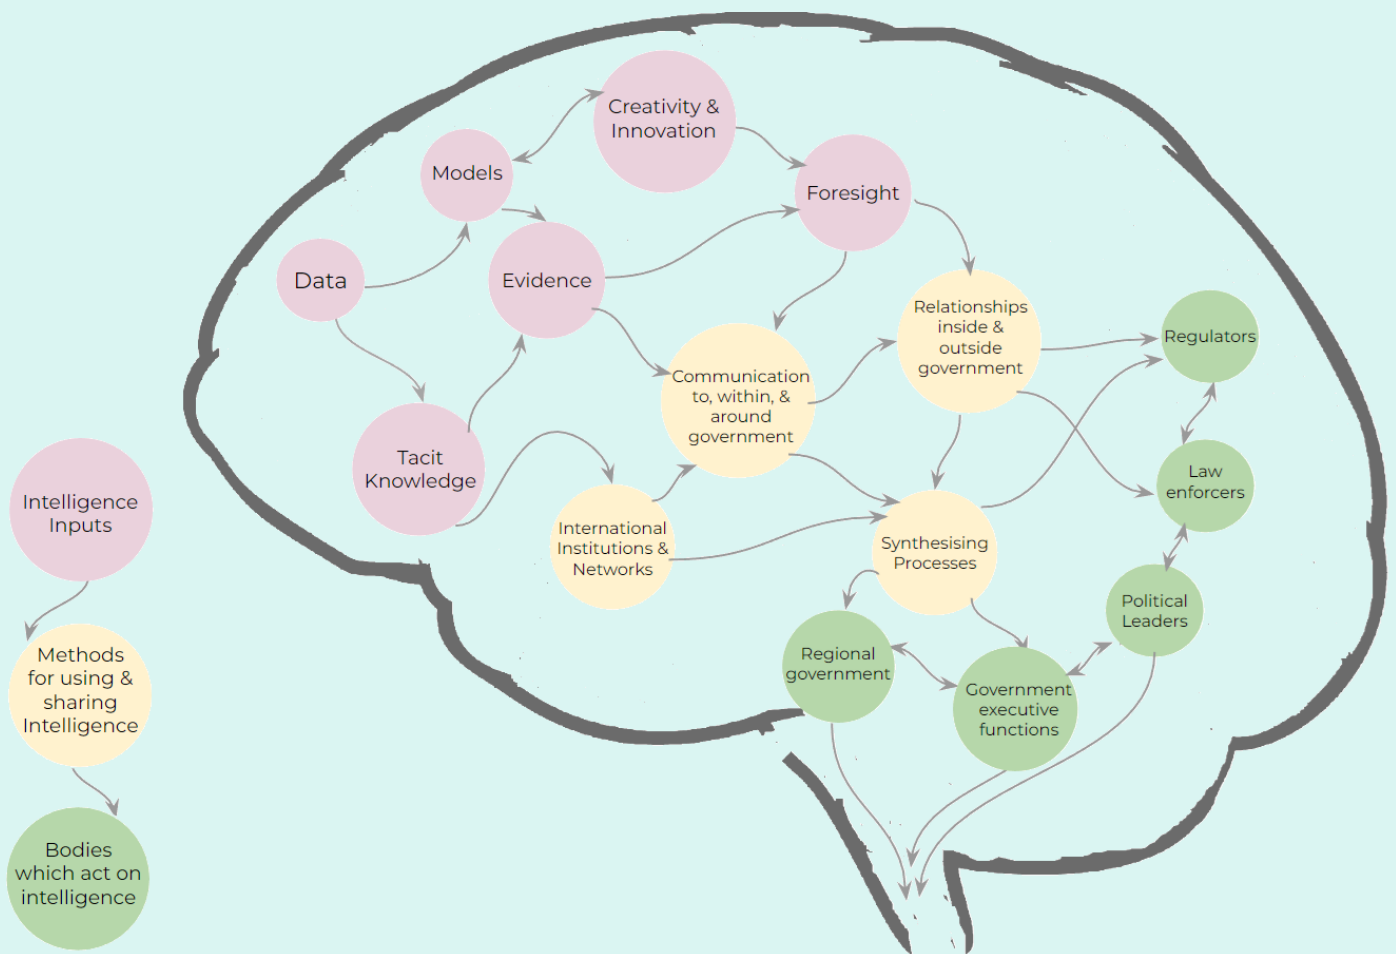 Creativity &
Innovation
Models
Foresight
Data
Evidence
Relationships
inside &
outside
government
Regulators
Communication
to, within, &
around
government
Tacit
Knowledge
Law
enforcers
International
Institutions &
Networks
Synthesising
Processes
Political
Leaders
Regional
government
Government
executive
functions
Intelligence
Inputs
Methods
for using &
sharing
Intelligence
Bodies
which act on
intelligence